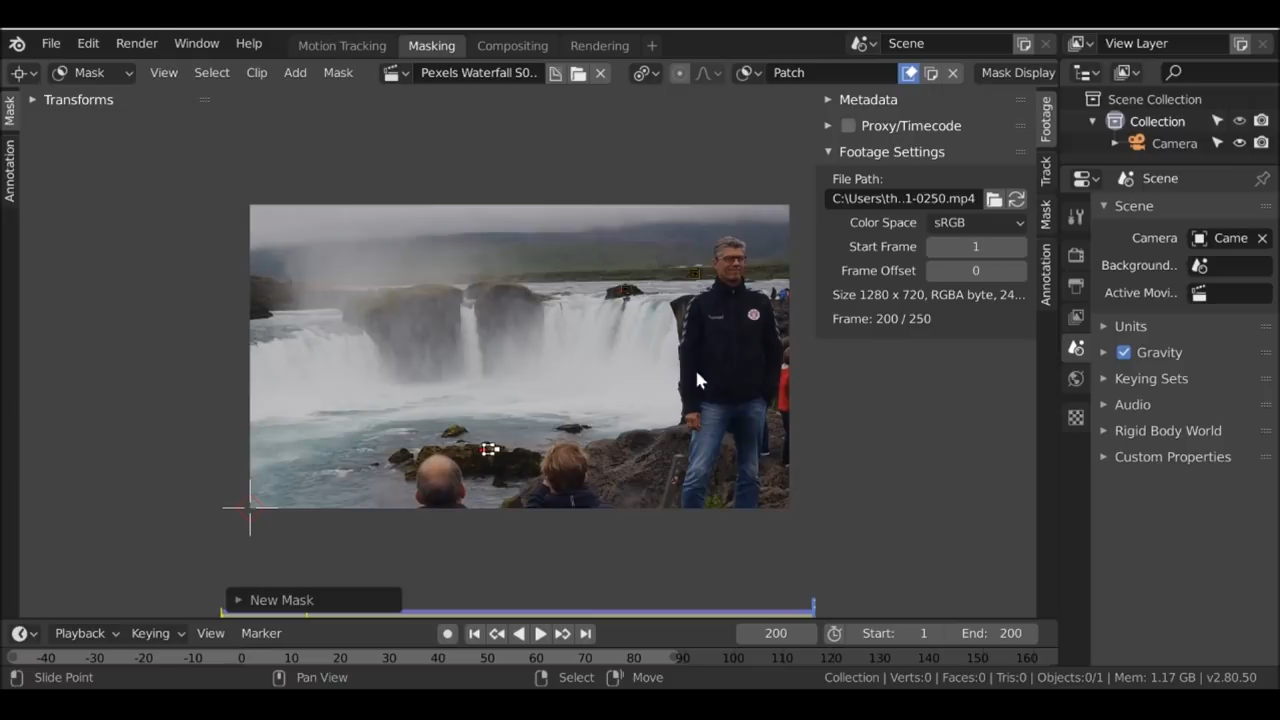 File Edit Render Window Help Motion Tracking Masking Compositing Rendering + Scene View Layer
Mask View Select Clip Add Mask Pexels Waterfall S0.. Patch Mask Display
Mask
Annotation
Transforms
Metadata
Proxy/Timecode
Footage Settings
File Path:
C:\Users\th..1-0250.mp4
Color Space sRGB
Start Frame 1
Frame Offset 0
Size 1280 x 720, RGBA byte, 24...
Frame: 200 / 250
Footage
Track
Mask
Annotation
Scene Collection
Collection
Camera
Scene
Scene
Camera Came
Background..
Active Movi..
Units
Gravity
Keying Sets
Audio
Rigid Body World
Custom Properties
New Mask
Playback Keying View Marker 200 Start: 1 End: 200
-40 -30 -20 -10 0 10 20 30 40 50 60 70 80 90 100 110 120 130 140 150 160
Slide Point Pan View Select Move Collection | Verts:0 | Faces:0 | Tris:0 | Objects:0/1 | Mem: 1.17 GB | v2.80.50